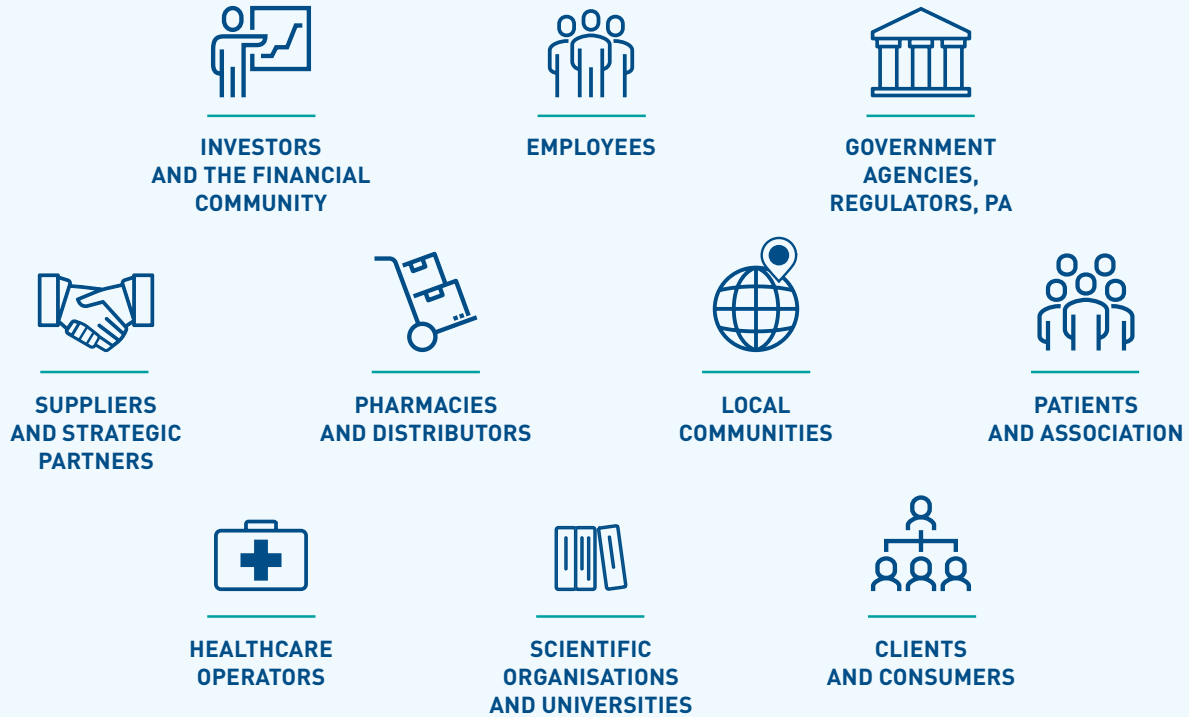 INVESTORS
AND THE FINANCIAL
COMMUNITY
EMPLOYEES
GOVERNMENT
AGENCIES,
REGULATORS, PA
SUPPLIERS
AND STRATEGIC
PARTNERS
PHARMACIES
AND DISTRIBUTORS
LOCAL
COMMUNITIES
PATIENTS
AND ASSOCIATION
HEALTHCARE
OPERATORS
SCIENTIFIC
ORGANISATIONS
AND UNIVERSITIES
CLIENTS
AND CONSUMERS